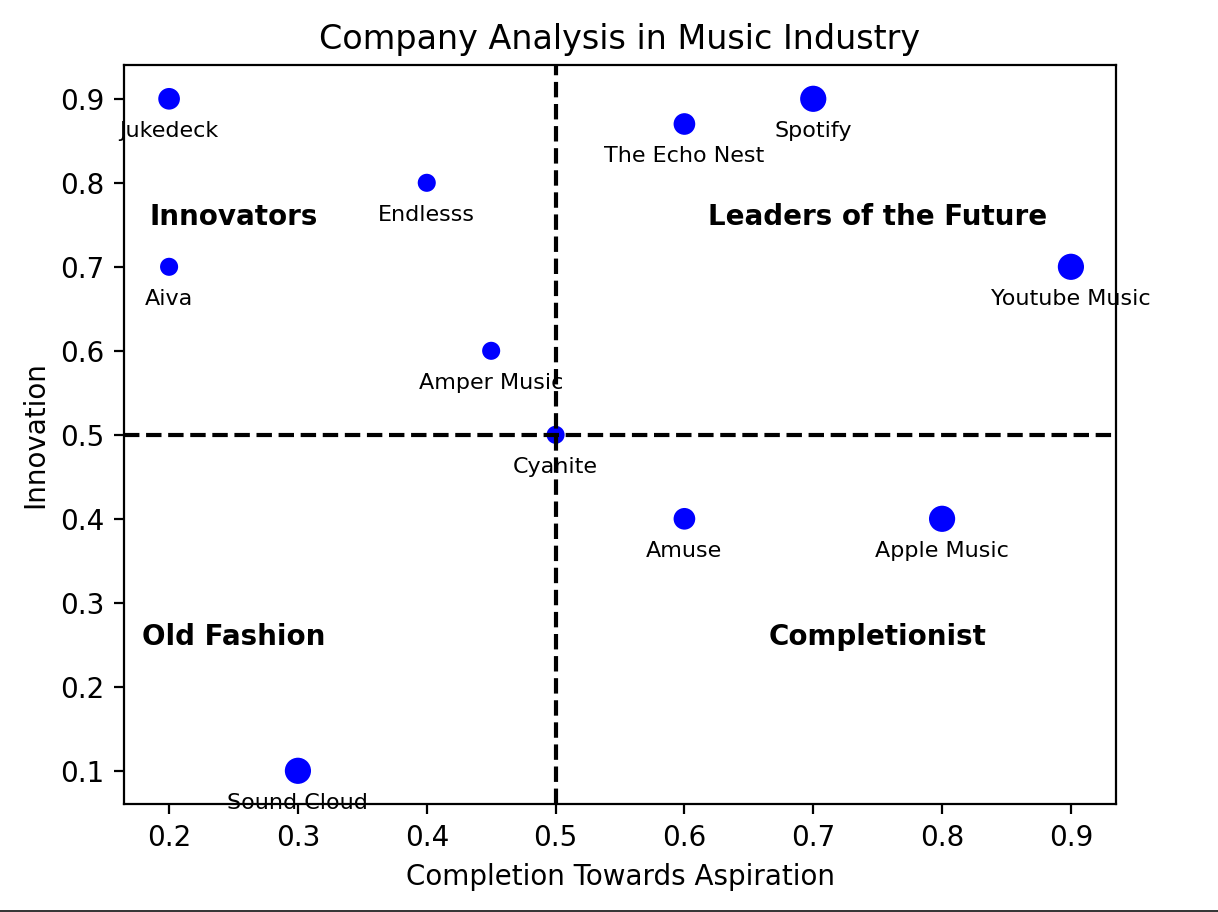 Company Analysis in Music Industry
0.9
Jukedeck
Spotify
The Echo Nest
0.8
Endlesss
Innovators
Leaders of the Future
0.7
Aiva
Youtube Music
0.6
Amper Music
Innovation
0.5
Cyanite
0.4
Amuse
Apple Music
0.3
Old Fashion
Completionist
0.2
0.1
Sound Cloud
0.2 0.3 0.4 0.5 0.6 0.7 0.8 0.9
Completion Towards Aspiration